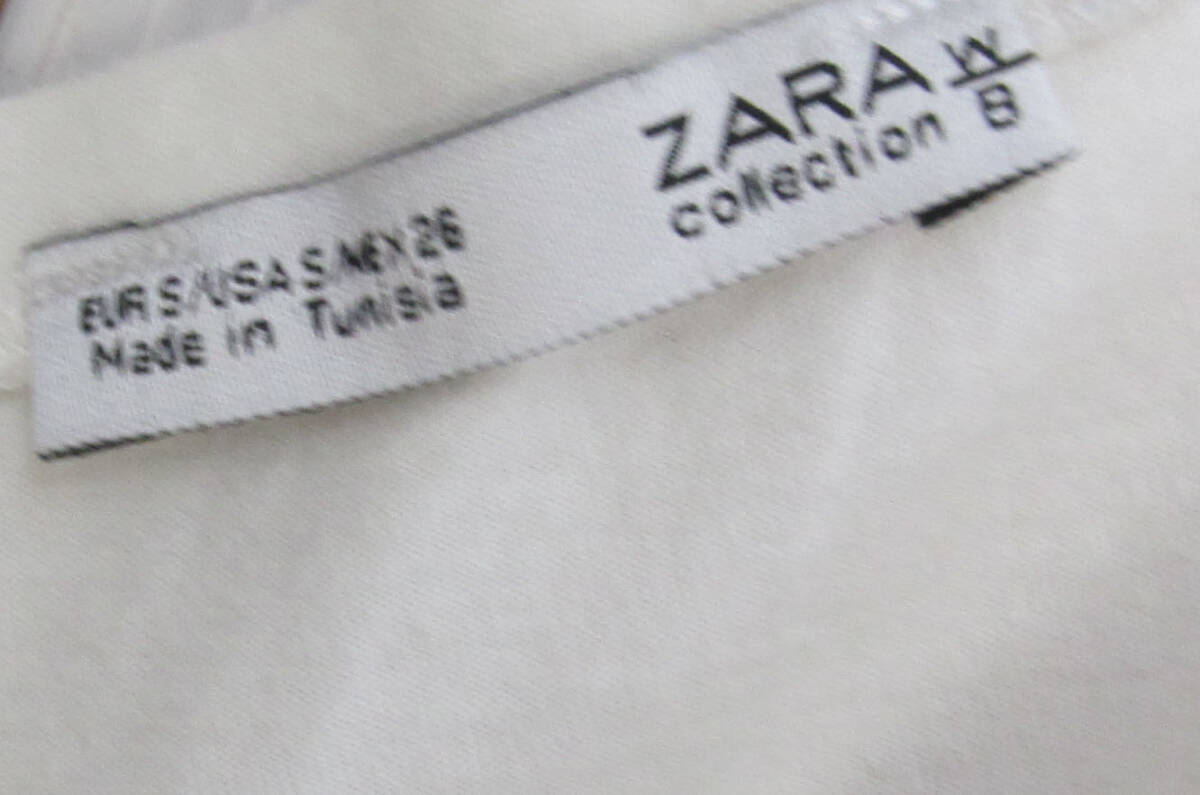 ZARA W/B
collection
EUR S/USA S/MEX 26
Made in Tunisia